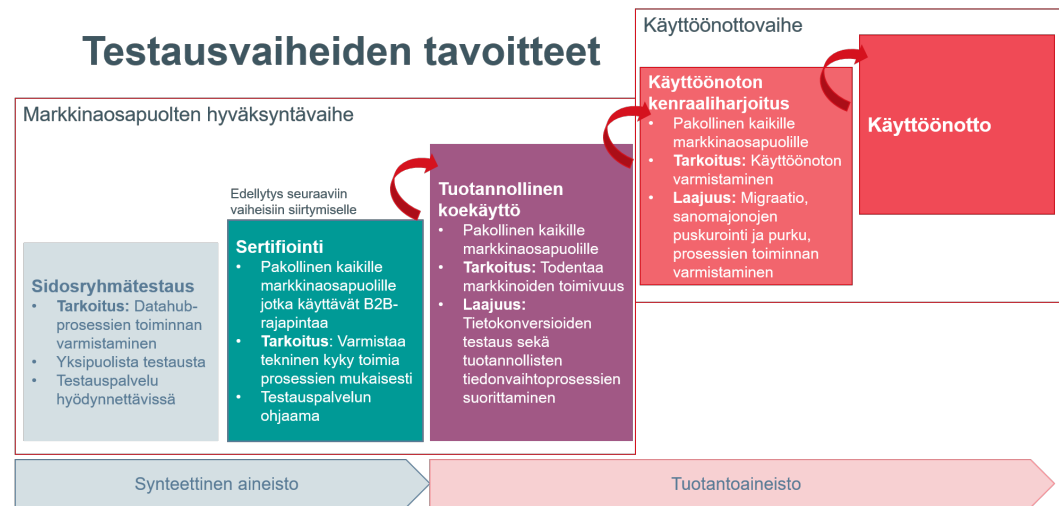 Testausvaiheiden tavoitteet
Markkinaosapuolten hyväksyntävaihe
Sidosryhmätestaus
• Tarkoitus: Datahub-
prosessien toiminnan
varmistaminen
• Yksipuolista testausta
• Testauspalvelu
hyödynnettävissä
Edellytys seuraaviin
vaiheisiin siirtymiselle
Sertifiointi
• Pakollinen kaikille
markkinaosapuolille
jotka käyttävät B2B-
rajapintaa
• Tarkoitus: Varmistaa
tekninen kyky toimia
prosessien mukaisesti
• Testauspalvelun
ohjaama
Tuotannollinen
koekäyttö
• Pakollinen kaikille
markkinaosapuolille
• Tarkoitus: Todentaa
markkinoiden toimivuus
• Laajuus:
Tietokonversioiden
testaus sekä
tuotannollisten
tiedonvaihtoprosessien
suorittaminen
Käyttöönottovaihe
Käyttöönoton
kenraaliharjoitus
• Pakollinen kaikille
markkinaosapuolille
• Tarkoitus: Käyttöönoton
varmistaminen
• Laajuus: Migraatio,
sanomajonojen
puskurointi ja purku,
prosessien toiminnan
varmistaminen
Käyttöönotto
Synteettinen aineisto
Tuotantoaineisto